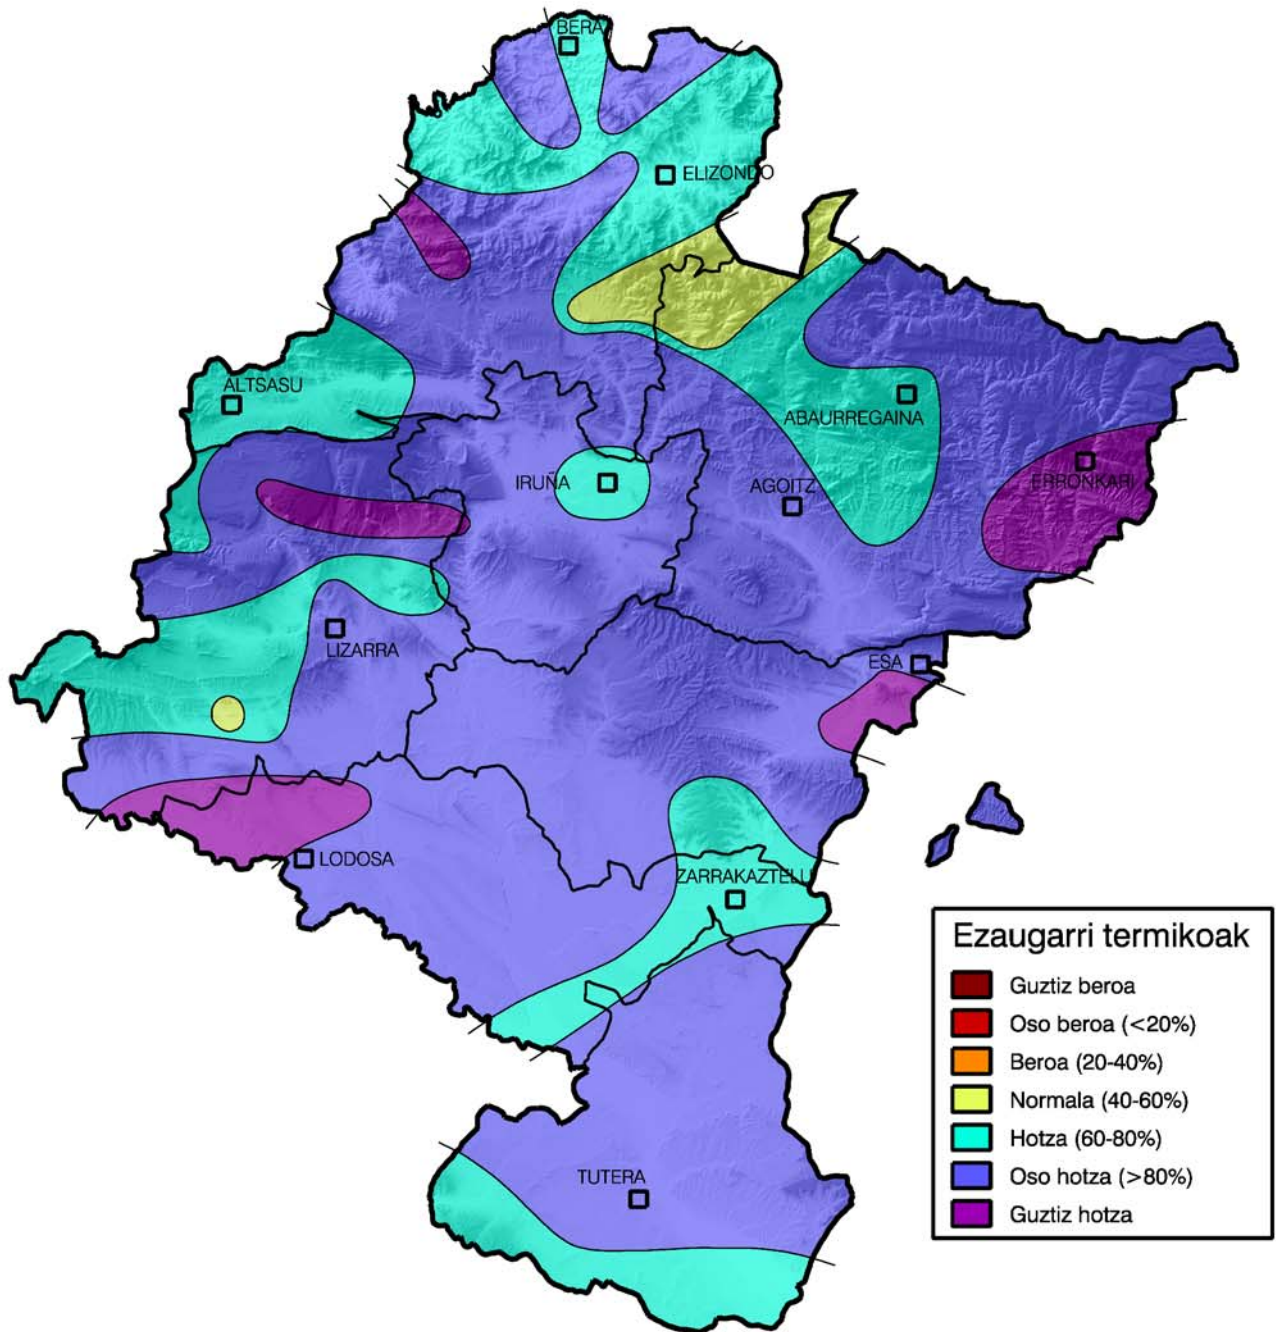 BERA
ELIZONDO
ALTSASU
ABAURREGAINA
IRUÑA
AGOITZ
ERRONKARI
LIZARRA
ESA
LODOSA
ZARRAKAZTELU
TUTERA
Ezaugarri termikoak
Guztiz beroa
Oso beroa (<20%)
Beroa (20-40%)
Normala (40-60%)
Hotza (60-80%)
Oso hotza (>80%)
Guztiz hotza